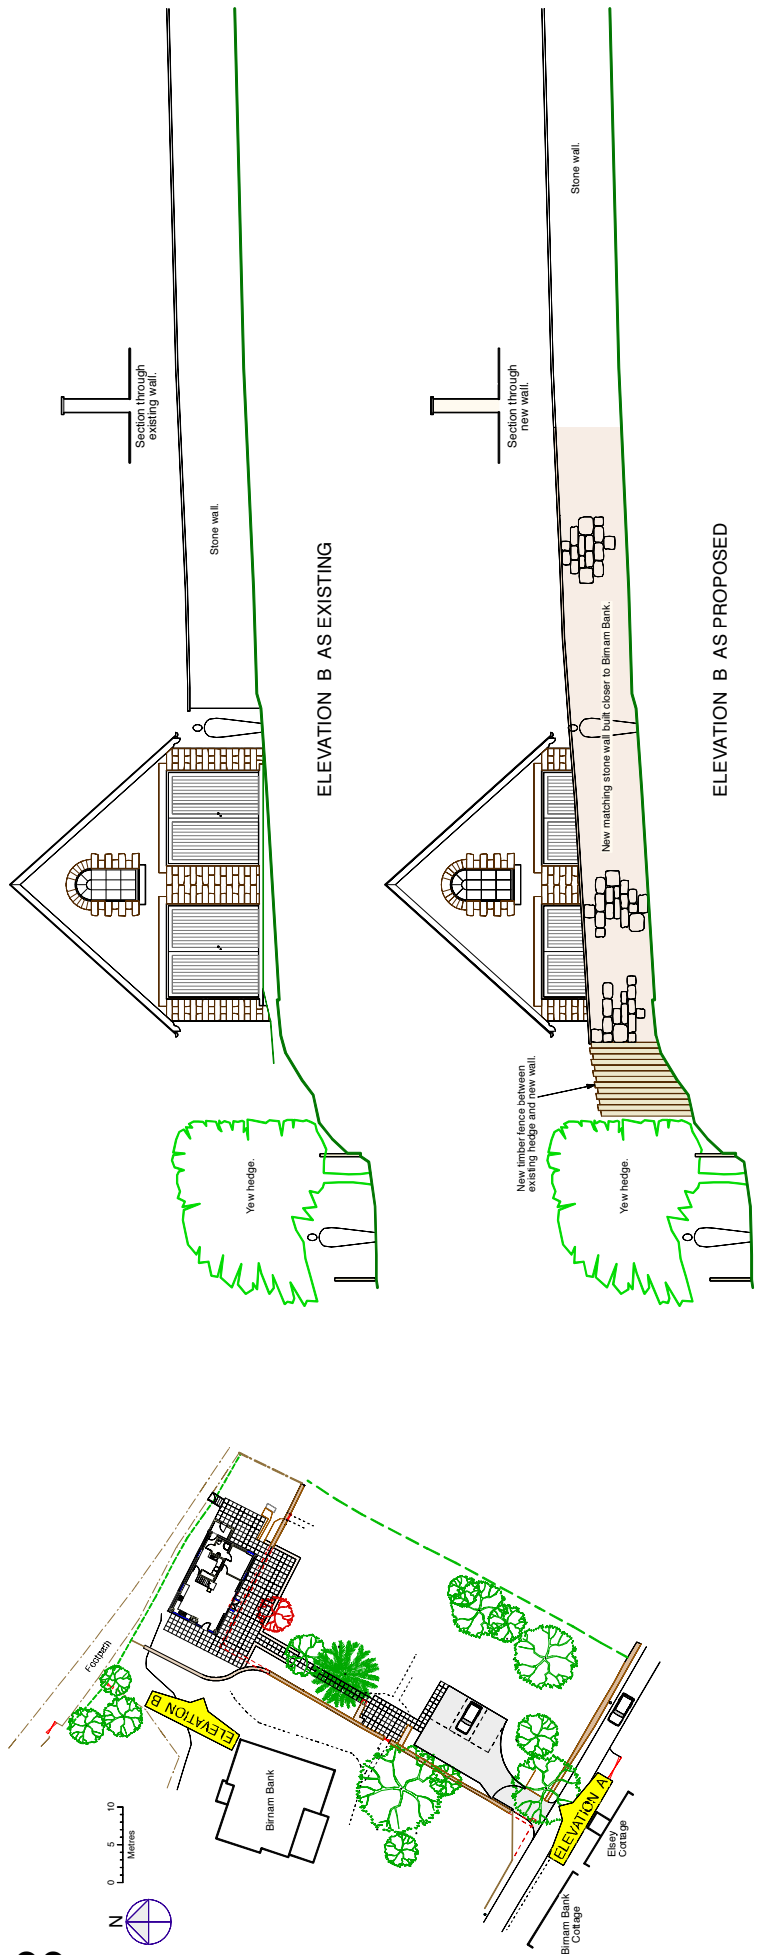 Section through
existing wall.
Stone wall.
ELEVATION B AS EXISTING
Yew hedge.
Stone wall.
Section through
new wall.
New matching stone wall built closer to Birnam Bank.
ELEVATION B AS PROPOSED
New timber fence between
existing hedge and new wall.
Yew hedge.
Footpath
ELEVATION B
Birnam Bank
0 5 10
Metres
N
ELEVATION A
Elsey
Cottage
Birnam Bank
Cottage